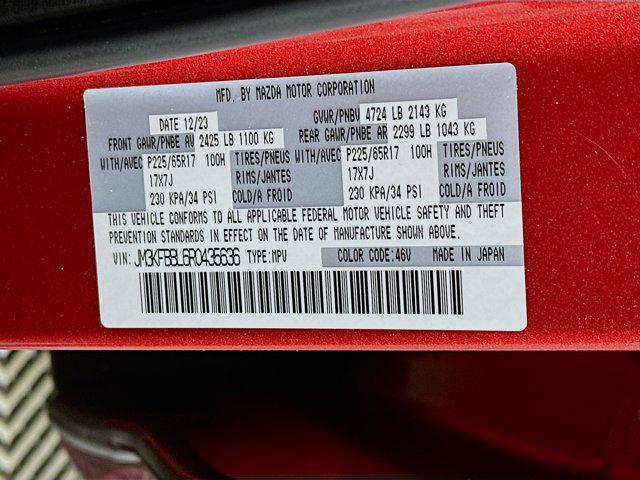 MFD. BY MAZDA MOTOR CORPORATION
DATE 12/23 GVWR/PNBV 4724 LB 2143 KG
FRONT GAWR/PNBE AV 2425 LB 1100 KG REAR GAWR/PNBE AR 2299 LB 1043 KG
WITH/AVEC P225/65R17 100H TIRES/PNEUS WITH/AVEC P225/65R17 100H TIRES/PNEUS
17X7J RIMS/JANTES 17X7J RIMS/JANTES
230 KPA/34 PSI COLD/A FROID 230 KPA/34 PSI COLD/A FROID
THIS VEHICLE CONFORMS TO ALL APPLICABLE FEDERAL MOTOR VEHICLE SAFETY AND THEFT
PREVENTION STANDARDS IN EFFECT ON THE DATE OF MANUFACTURE SHOWN ABOVE.
VIN: JM3KFBBL6R0435636 TYPE:MPV COLOR CODE:46V MADE IN JAPAN